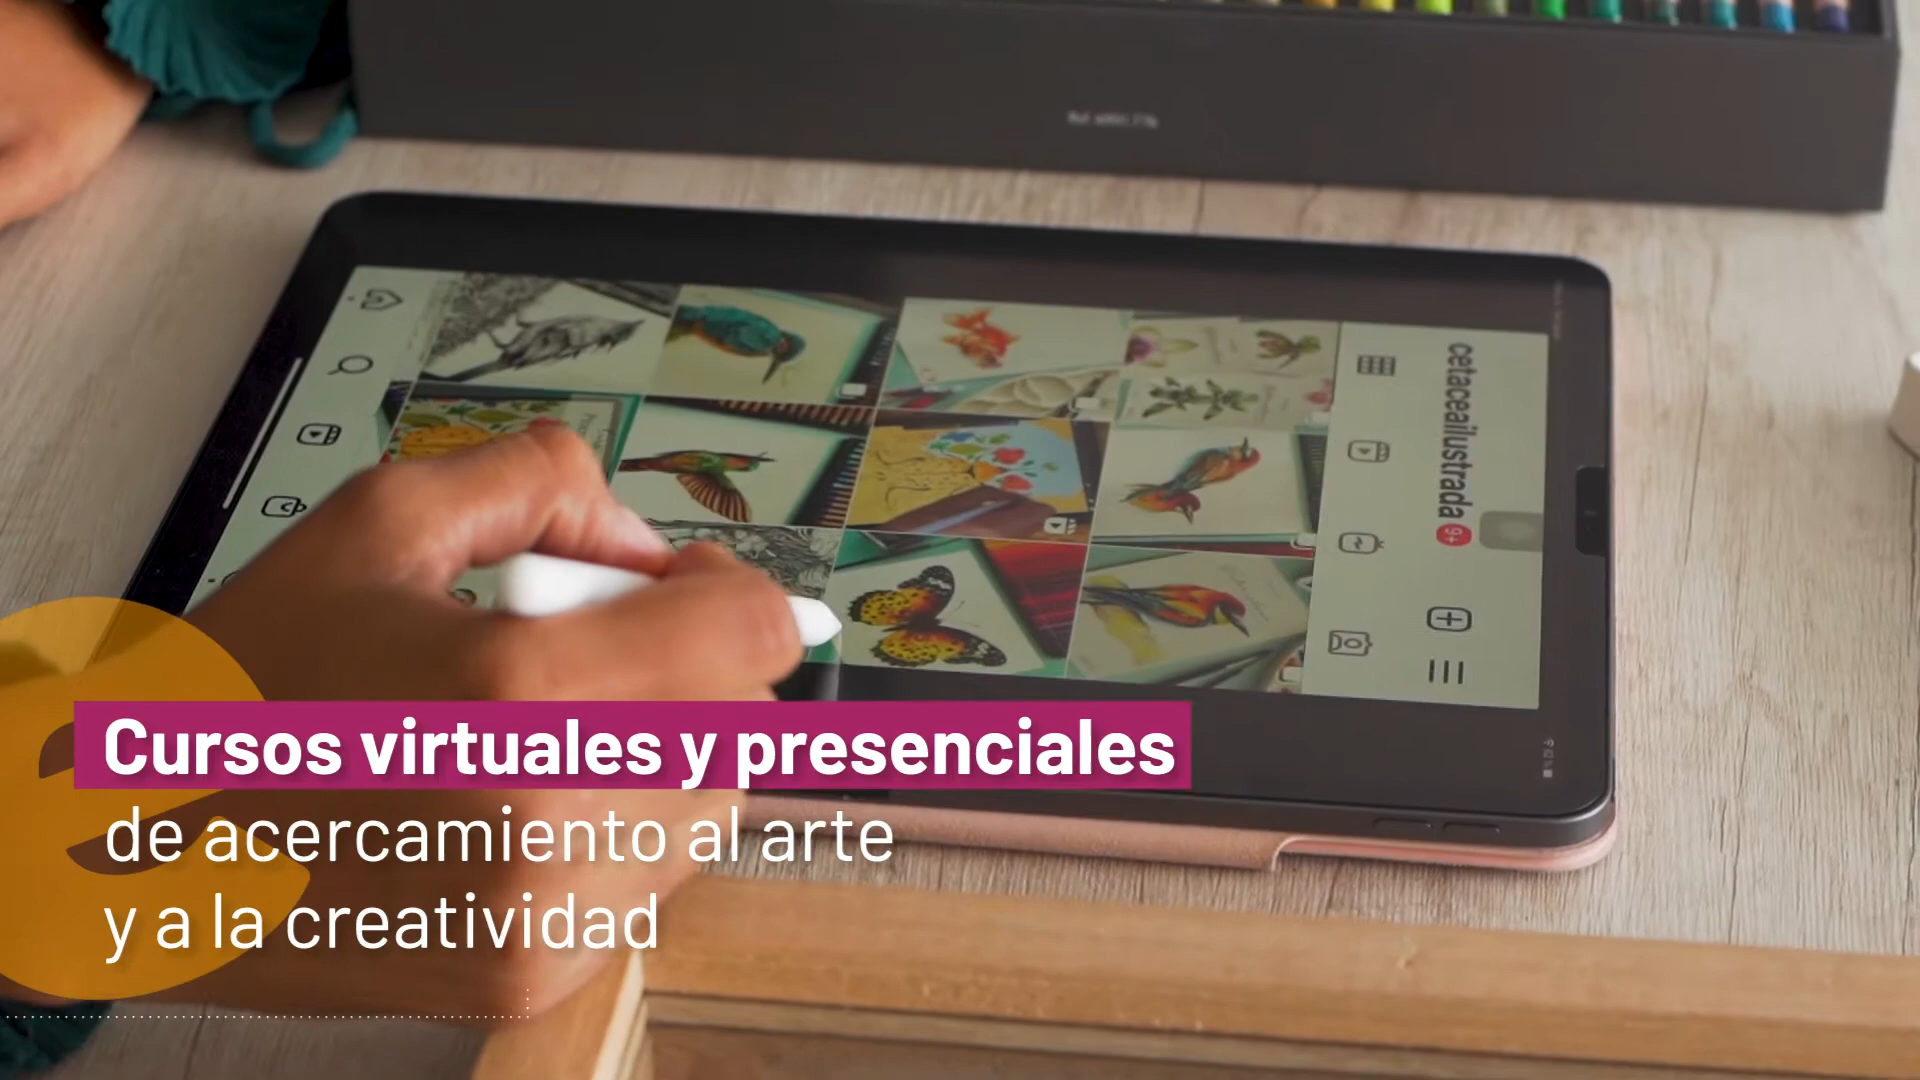 cetaceailustrada
9+
Cursos virtuales y presenciales
de acercamiento al arte
y a la creatividad